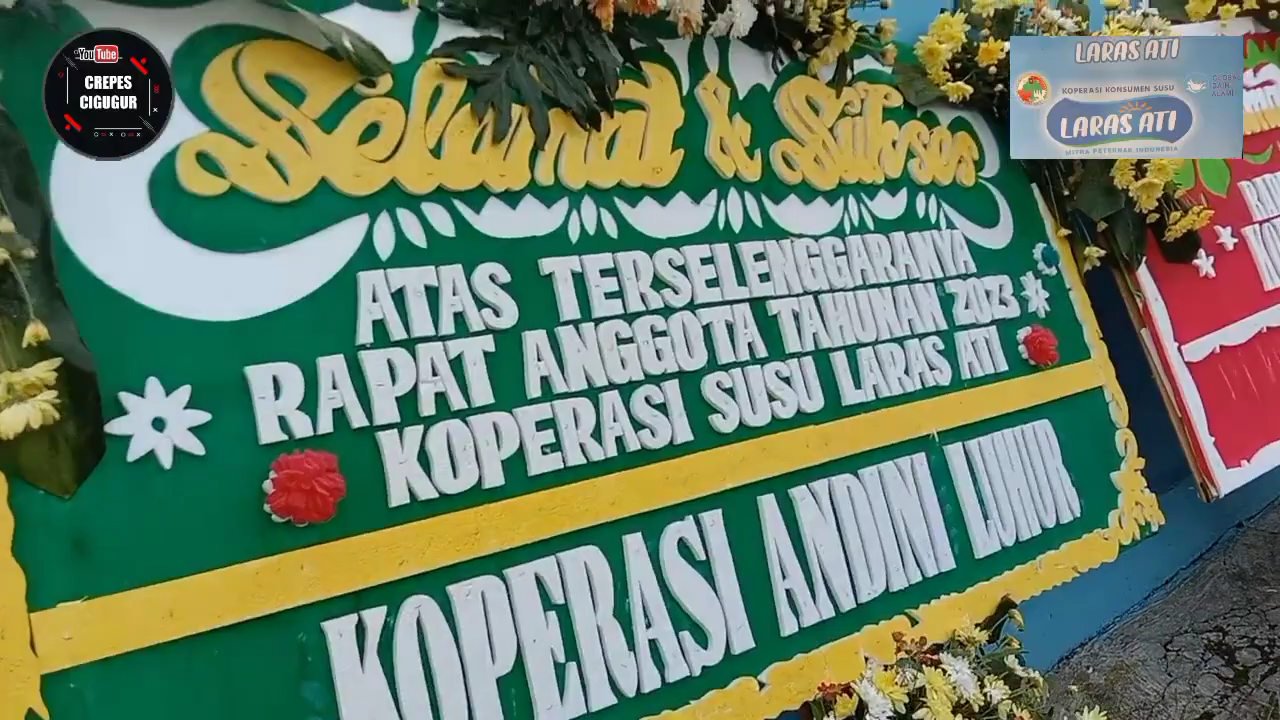 YouTube
CREPES
CIGUGUR
LARAS ATI
KOPERASI KONSUMEN SUSU
LARAS ATI
MITRA PETERNAK INDONESIA
Selamat & Sukses
ATAS TERSELENGGARANYA
RAPAT ANGGOTA TAHUNAN 2023
KOPERASI SUSU LARAS ATI
KOPERASI ANDINI LUHUR